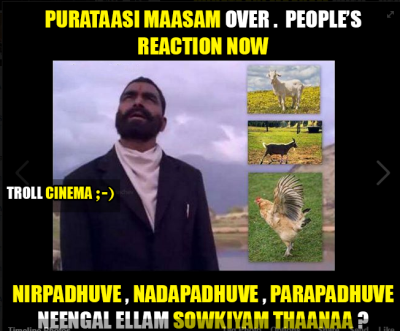 PURATAASI MAASAM OVER . PEOPLE'S
REACTION NOW
TROLL CINEMA ;-)
NIRPADHUVE , NADAPADHUVE , PARAPADHUVE
NEENGAL ELLAM SOWKIYAM THAANAA ?